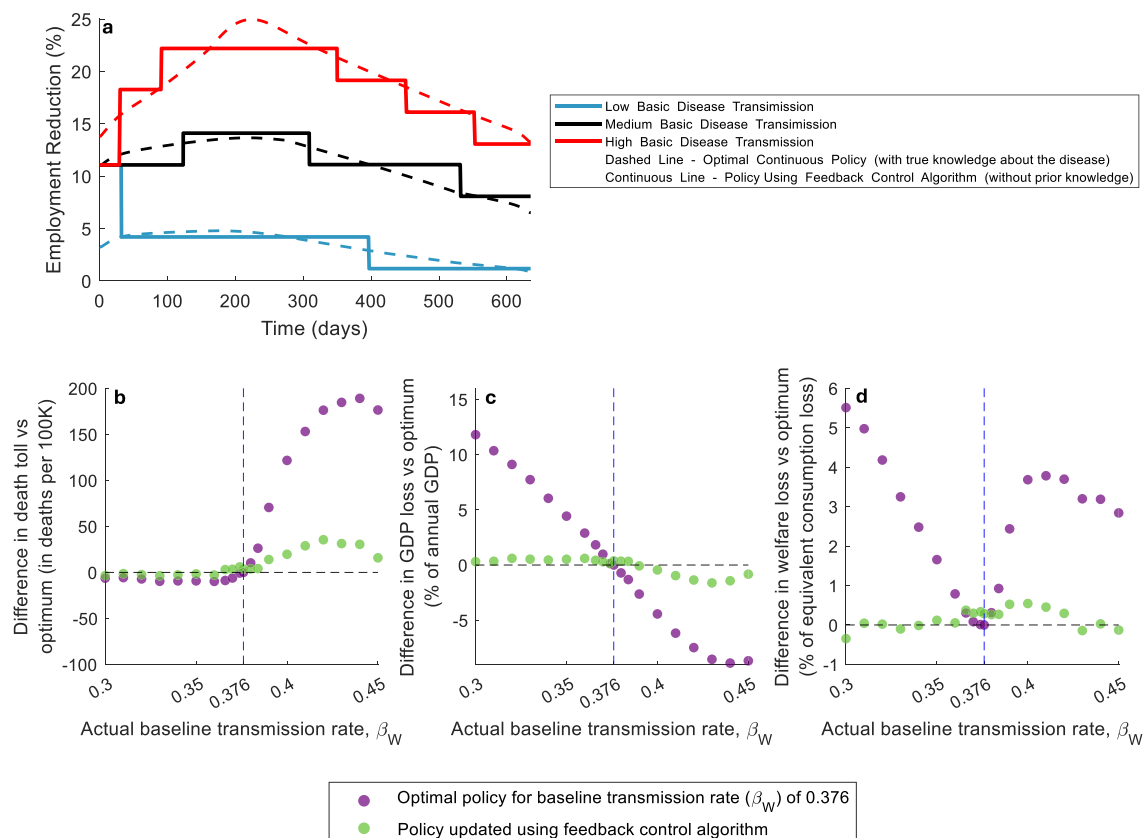 a
Employment Reduction (%)
25
20
15
10
5
0
0 100 200 300 400 500 600
Time (days)
Low Basic Disease Transimission
Medium Basic Disease Transimission
High Basic Disease Transimission
Dashed Line - Optimal Continuous Policy (with true knowledge about the disease)
Continuous Line - Policy Using Feedback Control Algorithm (without prior knowledge)
b
Difference in death toll vs
optimum (in deaths per 100K)
200
150
100
50
0
-50
-100
0.3 0.35 0.376 0.4 0.45
Actual baseline transmission rate, β_W
c
Difference in GDP loss vs optimum
(% of annual GDP)
15
10
5
0
-5
0.3 0.35 0.376 0.4 0.45
Actual baseline transmission rate, β_W
d
Difference in welfare loss vs optimum
(% of equivalent consumption loss)
6
5
4
3
2
1
0
-1
0.3 0.35 0.376 0.4 0.45
Actual baseline transmission rate, β_W
Optimal policy for baseline transmission rate (β_W) of 0.376
Policy updated using feedback control algorithm